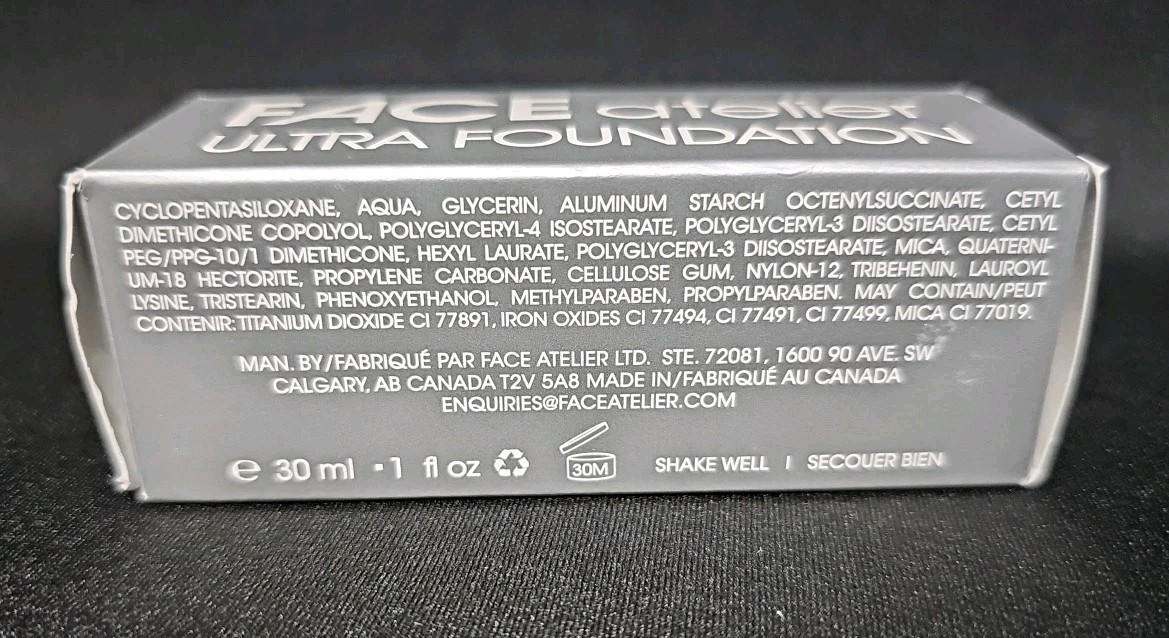 FACE atelier
ULTRA FOUNDATION
CYCLOPENTASILOXANE, AQUA, GLYCERIN, ALUMINUM STARCH OCTENYLSUCCINATE, CETYL
DIMETHICONE COPOLYOL, POLYGLYCERYL-4 ISOSTEARATE, POLYGLYCERYL-3 DIISOSTEARATE, CETYL
PEG/PPG-10/1 DIMETHICONE, HEXYL LAURATE, POLYGLYCERYL-3 DIISOSTEARATE, MICA, QUATERNI-
UM-18 HECTORITE, PROPYLENE CARBONATE, CELLULOSE GUM, NYLON-12, TRIBEHENIN, LAUROYL
LYSINE, TRISTEARIN, PHENOXYETHANOL, METHYLPARABEN, PROPYLPARABEN. MAY CONTAIN/PEUT
CONTENIR: TITANIUM DIOXIDE CI 77891, IRON OXIDES CI 77494, CI 77491, CI 77499, MICA CI 77019.
MAN. BY/FABRIQUÉ PAR FACE ATELIER LTD. STE. 72081, 1600 90 AVE. SW
CALGARY, AB CANADA T2V 5A8 MADE IN/FABRIQUÉ AU CANADA
ENQUIRIES@FACEATELIER.COM
e 30 ml • 1 fl oz 30M SHAKE WELL | SECOUER BIEN